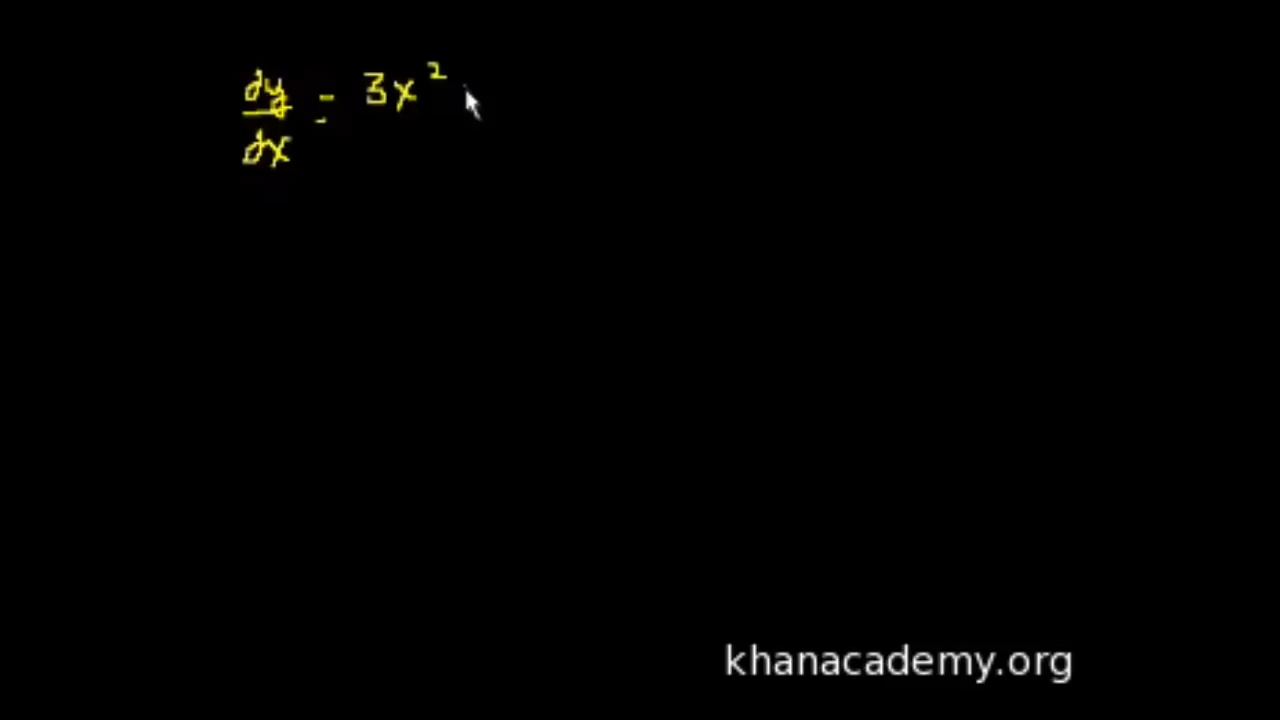 dy/dx = 3x²
khanacademy.org